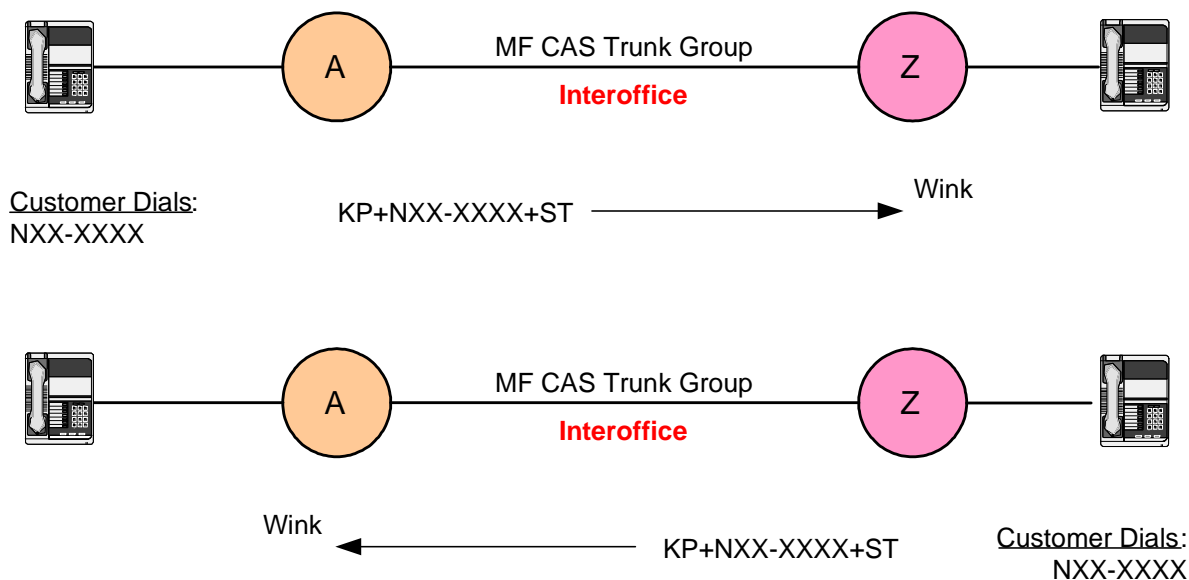 A
MF CAS Trunk Group
Interoffice
Z
Wink
Customer Dials:
NXX-XXXX
KP+NXX-XXXX+ST
A
MF CAS Trunk Group
Interoffice
Z
Wink
KP+NXX-XXXX+ST
Customer Dials:
NXX-XXXX